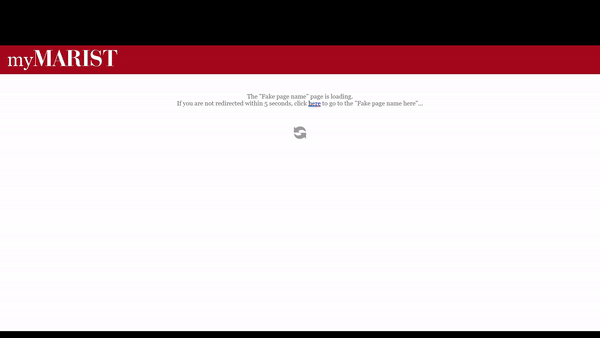 myMARIST
The "Fake page name" page is loading.
If you are not redirected within 5 seconds, click here to go to the "Fake page name here"...